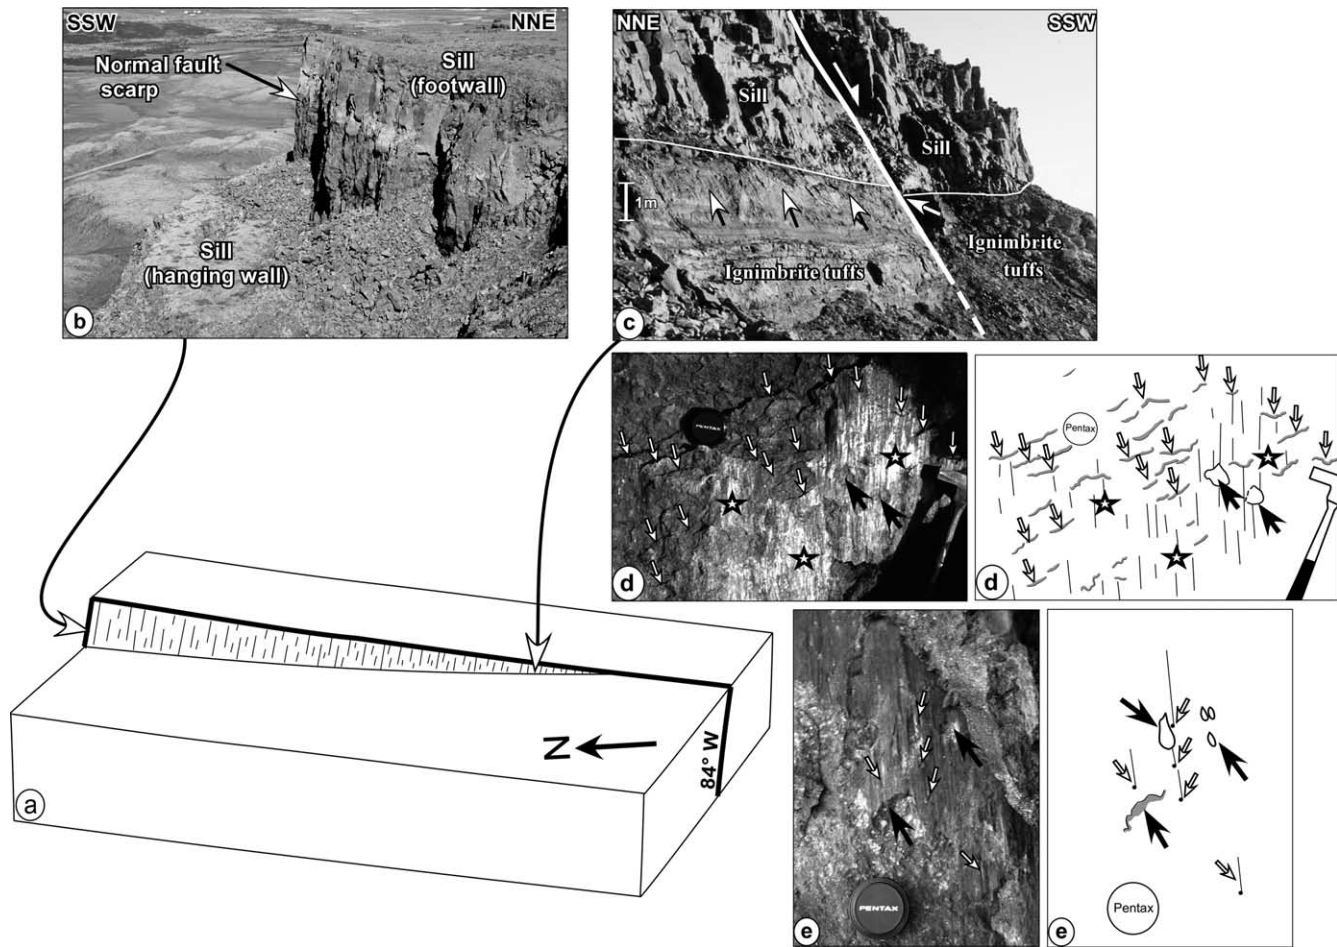 SSW
NNE
Normal fault
scarp
Sill
(footwall)
Sill
(hanging wall)
b
NNE
SSW
Sill
Sill
1m
Ignimbrite tuffs
Ignimbrite
tuffs
c
PENTAX
d
Pentax
d
N
84° W
a
PENTAX
e
Pentax
e